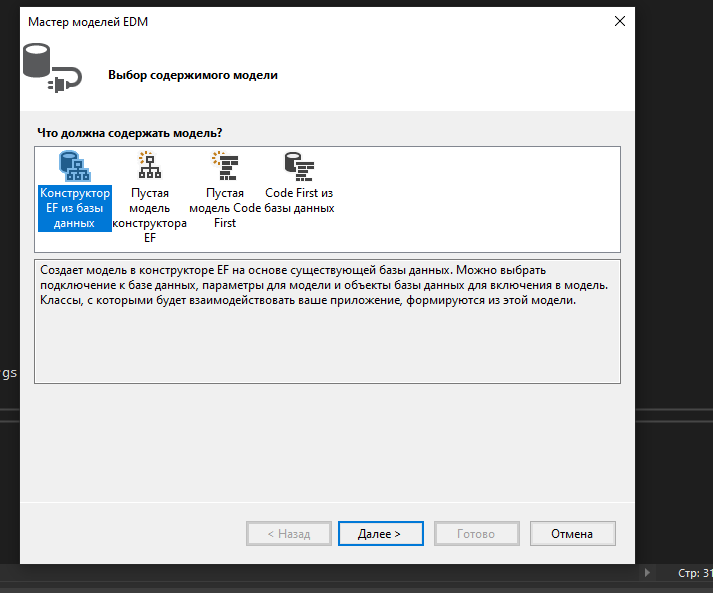 Мастер моделей EDM
Выбор содержимого модели
Что должна содержать модель?
Конструктор
EF из базы
данных
Пустая
модель
конструктора
EF
Пустая
модель Code
First
Code First из
базы данных
Создает модель в конструкторе EF на основе существующей базы данных. Можно выбрать
подключение к базе данных, параметры для модели и объекты базы данных для включения в модель.
Классы, с которыми будет взаимодействовать ваше приложение, формируются из этой модели.
gs
< Назад
Далее >
Готово
Отмена
Стр: 31